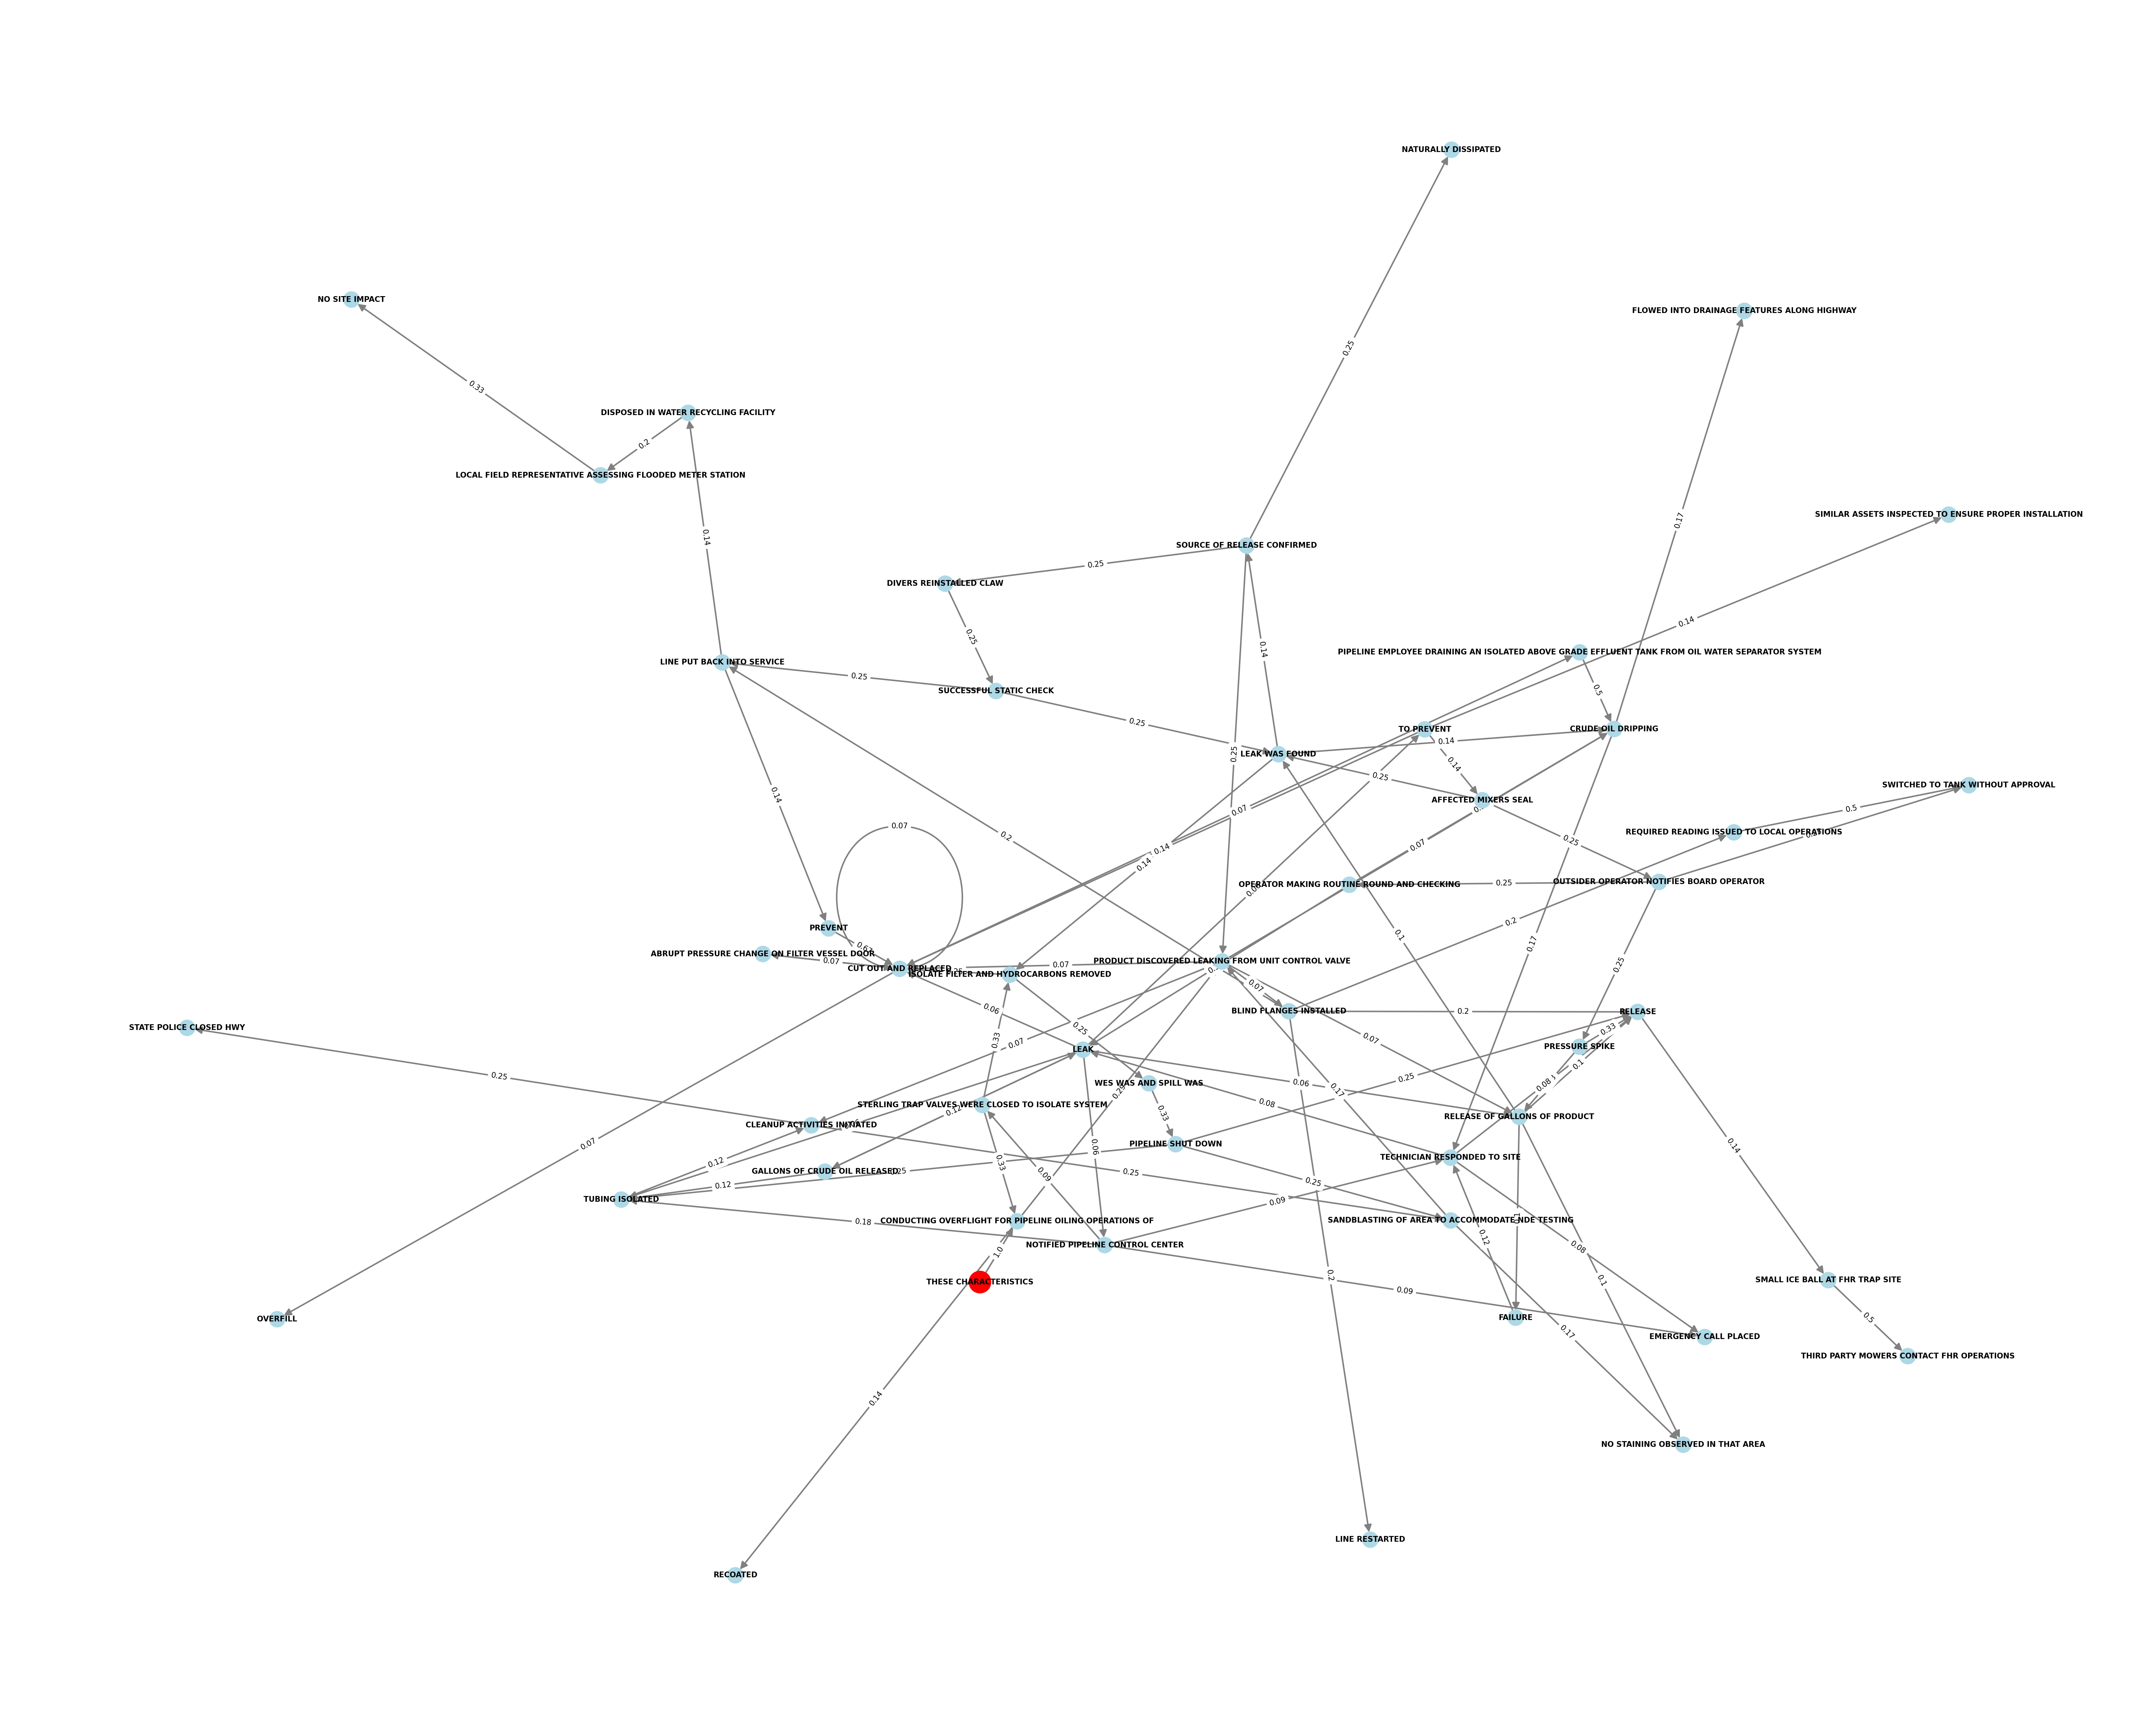 NATURALLY DISSIPATED
NO SITE IMPACT
FLOWED INTO DRAINAGE FEATURES ALONG HIGHWAY
0.25
0.33
DISPOSED IN WATER RECYCLING FACILITY
0.2
LOCAL FIELD REPRESENTATIVE ASSESSING FLOODED METER STATION
0.17
SIMILAR ASSETS INSPECTED TO ENSURE PROPER INSTALLATION
0.14
SOURCE OF RELEASE CONFIRMED
0.25
DIVERS REINSTALLED CLAW
0.14
0.25
0.14
PIPELINE EMPLOYEE DRAINING AN ISOLATED ABOVE GRADE EFFLUENT TANK FROM OIL WATER SEPARATOR SYSTEM
LINE PUT BACK INTO SERVICE
0.25
SUCCESSFUL STATIC CHECK
0.5
0.25
TO PREVENT
CRUDE OIL DRIPPING
0.14
LEAK WAS FOUND
0.25
0.14
0.25
SWITCHED TO TANK WITHOUT APPROVAL
0.14
AFFECTED MIXERS SEAL
0.07
0.5
0.07
REQUIRED READING ISSUED TO LOCAL OPERATIONS
0.2
0.25
0.07
0.14
0.14
OPERATOR MAKING ROUTINE ROUND AND CHECKING
0.25
OUTSIDER OPERATOR NOTIFIES BOARD OPERATOR
0.2
PREVENT
0.1
0.67
0.17
ABRUPT PRESSURE CHANGE ON FILTER VESSEL DOOR
0.07
CUT OUT AND REPLACED
0.07
PRODUCT DISCOVERED LEAKING FROM UNIT CONTROL VALVE
0.25
ISOLATE FILTER AND HYDROCARBONS REMOVED
0.07
0.06
BLIND FLANGES INSTALLED
0.2
RELEASE
STATE POLICE CLOSED HWY
0.25
0.33
0.33
0.07
0.07
LEAK
PRESSURE SPIKE
0.1
0.25
0.25
WES WAS AND SPILL WAS
0.06
0.08
0.17
STERLING TRAP VALVES WERE CLOSED TO ISOLATE SYSTEM
0.08
0.12
0.33
RELEASE OF GALLONS OF PRODUCT
CLEANUP ACTIVITIES INITIATED
PIPELINE SHUT DOWN
0.07
0.06
0.14
0.12
0.33
TECHNICIAN RESPONDED TO SITE
GALLONS OF CRUDE OIL RELEASED
0.25
0.25
0.09
0.25
0.12
TUBING ISOLATED
0.09
0.18
CONDUCTING OVERFLIGHT FOR PIPELINE OILING OPERATIONS OF
SANDBLASTING OF AREA TO ACCOMMODATE NDE TESTING
0.12
NOTIFIED PIPELINE CONTROL CENTER
0.08
1.0
0.2
0.1
THESE CHARACTERISTICS
SMALL ICE BALL AT FHR TRAP SITE
0.09
OVERFILL
FAILURE
0.17
0.5
EMERGENCY CALL PLACED
THIRD PARTY MOWERS CONTACT FHR OPERATIONS
0.14
NO STAINING OBSERVED IN THAT AREA
LINE RESTARTED
RECOATED